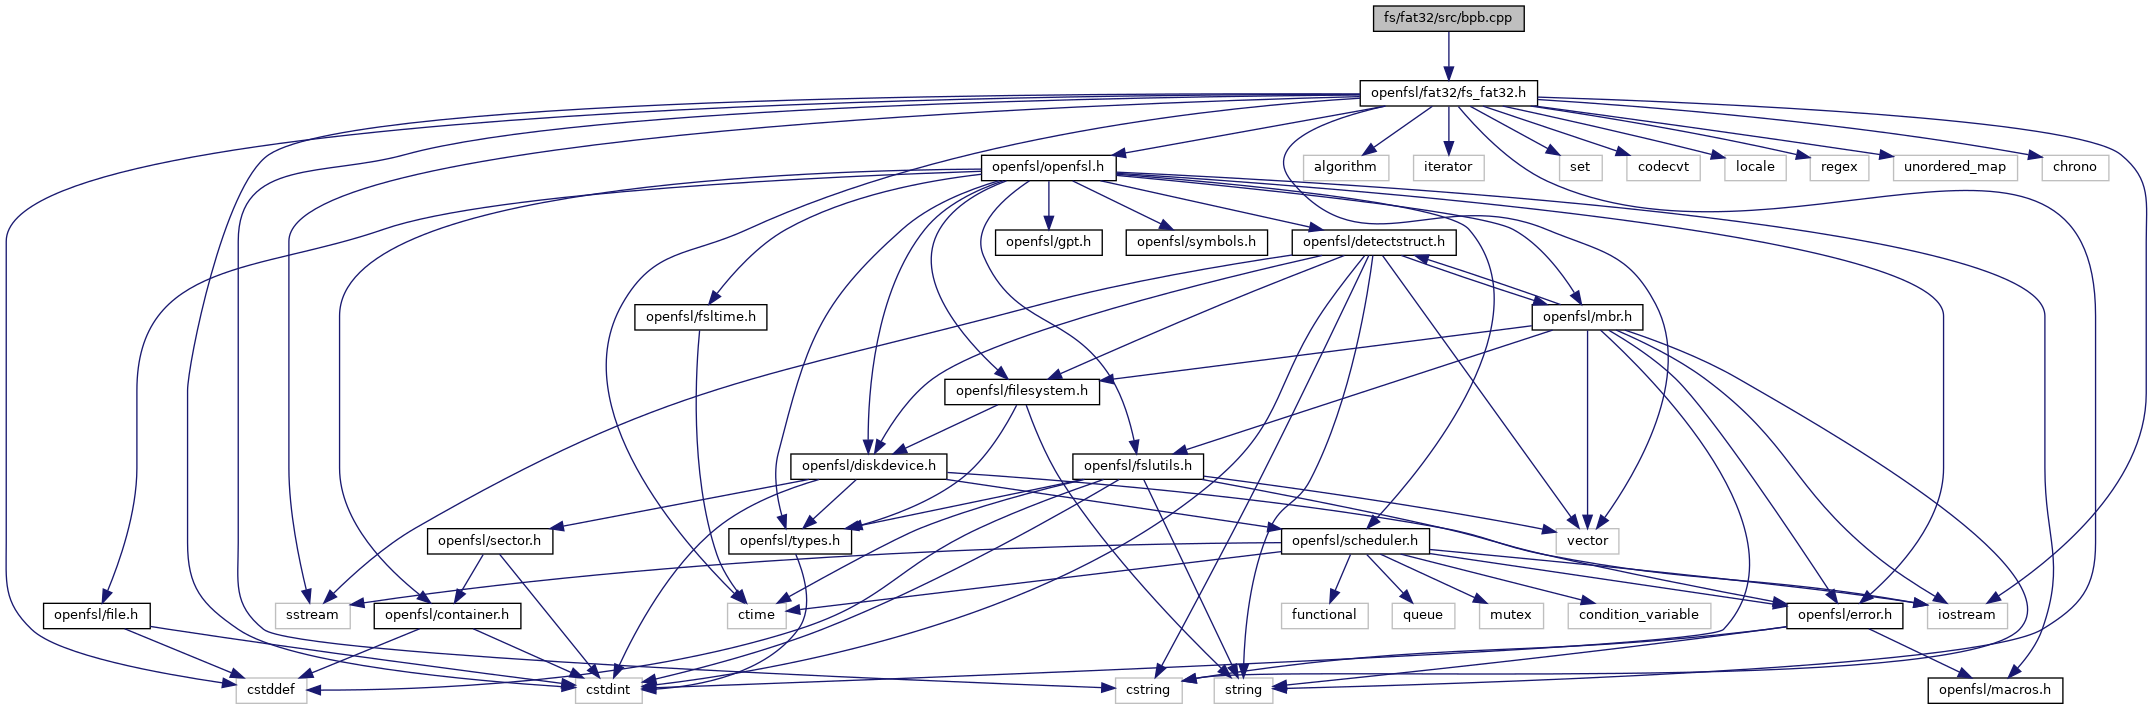 fs/fat32/src/bpb.cpp
openfsl/fat32/fs_fat32.h
openfsl/openfsl.h
algorithm
iterator
set
codecvt
locale
regex
unordered_map
chrono
openfsl/gpt.h
openfsl/symbols.h
openfsl/detectstruct.h
openfsl/fsltime.h
openfsl/mbr.h
openfsl/filesystem.h
openfsl/diskdevice.h
openfsl/fslutils.h
openfsl/sector.h
openfsl/types.h
openfsl/scheduler.h
vector
openfsl/file.h
sstream
openfsl/container.h
ctime
functional
queue
mutex
condition_variable
openfsl/error.h
iostream
cstddef
cstdint
cstring
string
openfsl/macros.h